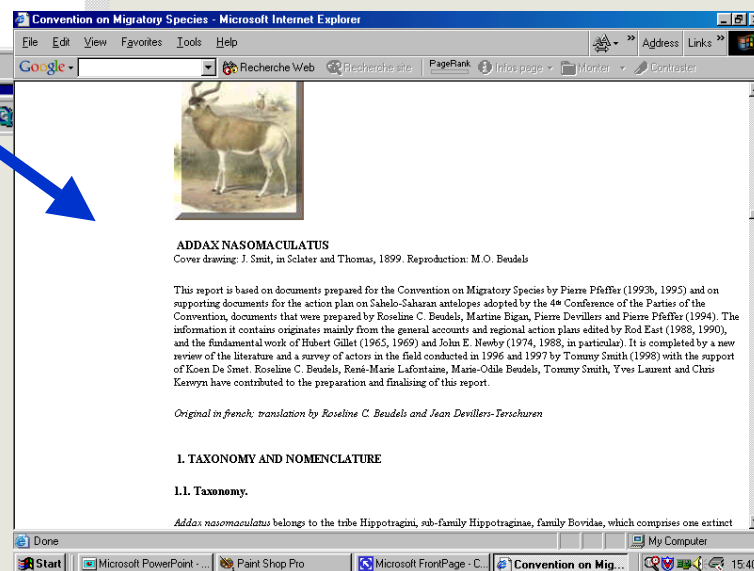 Convention on Migratory Species - Microsoft Internet Explorer
File Edit View Favorites Tools Help
» Address Links »
Google Recherche Web Recherche site PageRank Infos page Monter Contraster
ADDAX NASOMACULATUS
Cover drawing: J. Smit, in Sclater and Thomas, 1899. Reproduction: M.O. Beudels
This report is based on documents prepared for the Convention on Migratory Species by Pierre Pfeffer (1993b, 1995) and on
supporting documents for the action plan on Sahelo-Saharan antelopes adopted by the 4th Conference of the Parties of the
Convention, documents that were prepared by Roseline C. Beudels, Martine Bigan, Pierre Devillers and Pierre Pfeffer (1994). The
information it contains originates mainly from the general accounts and regional action plans edited by Rod East (1988, 1990),
and the fundamental work of Hubert Gillet (1965, 1969) and John E. Newby (1974, 1988, in particular). It is completed by a new
review of the literature and a survey of actors in the field conducted in 1996 and 1997 by Tommy Smith (1998) with the support
of Koen De Smet. Roseline C. Beudels, René-Marie Lafontaine, Marie-Odile Beudels, Tommy Smith, Yves Laurent and Chris
Kerwyn have contributed to the preparation and finalising of this report.
Original in french; translation by Roseline C. Beudels and Jean Devillers-Terschuren
1. TAXONOMY AND NOMENCLATURE
1.1. Taxonomy.
Addax nasomaculatus belongs to the tribe Hippotragini, sub-family Hippotraginae, family Bovidae, which comprises one extinct
Done My Computer
Start Microsoft PowerPoint - ... Paint Shop Pro Microsoft FrontPage - C... Convention on Mig...